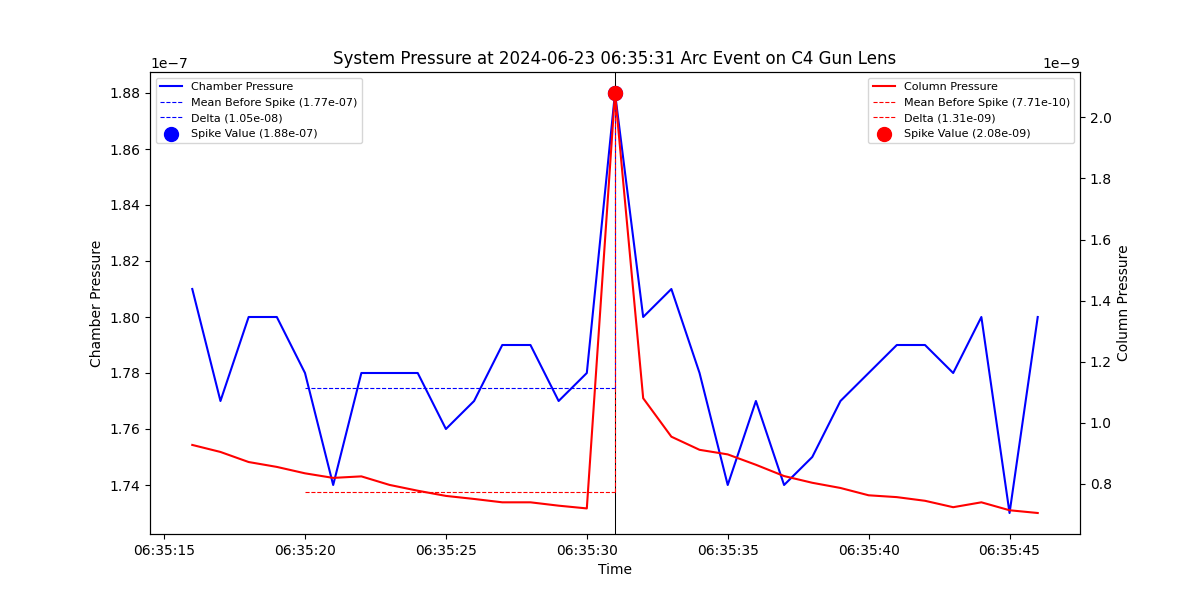 System Pressure at 2024-06-23 06:35:31 Arc Event on C4 Gun Lens
1e−7
1e−9
Chamber Pressure
Mean Before Spike (1.77e-07)
Delta (1.05e-08)
Spike Value (1.88e-07)
Column Pressure
Mean Before Spike (7.71e-10)
Delta (1.31e-09)
Spike Value (2.08e-09)
1.88
1.86
1.84
1.82
1.80
1.78
1.76
1.74
Chamber Pressure
2.0
1.8
1.6
1.4
1.2
1.0
0.8
Column Pressure
06:35:15 06:35:20 06:35:25 06:35:30 06:35:35 06:35:40 06:35:45
Time